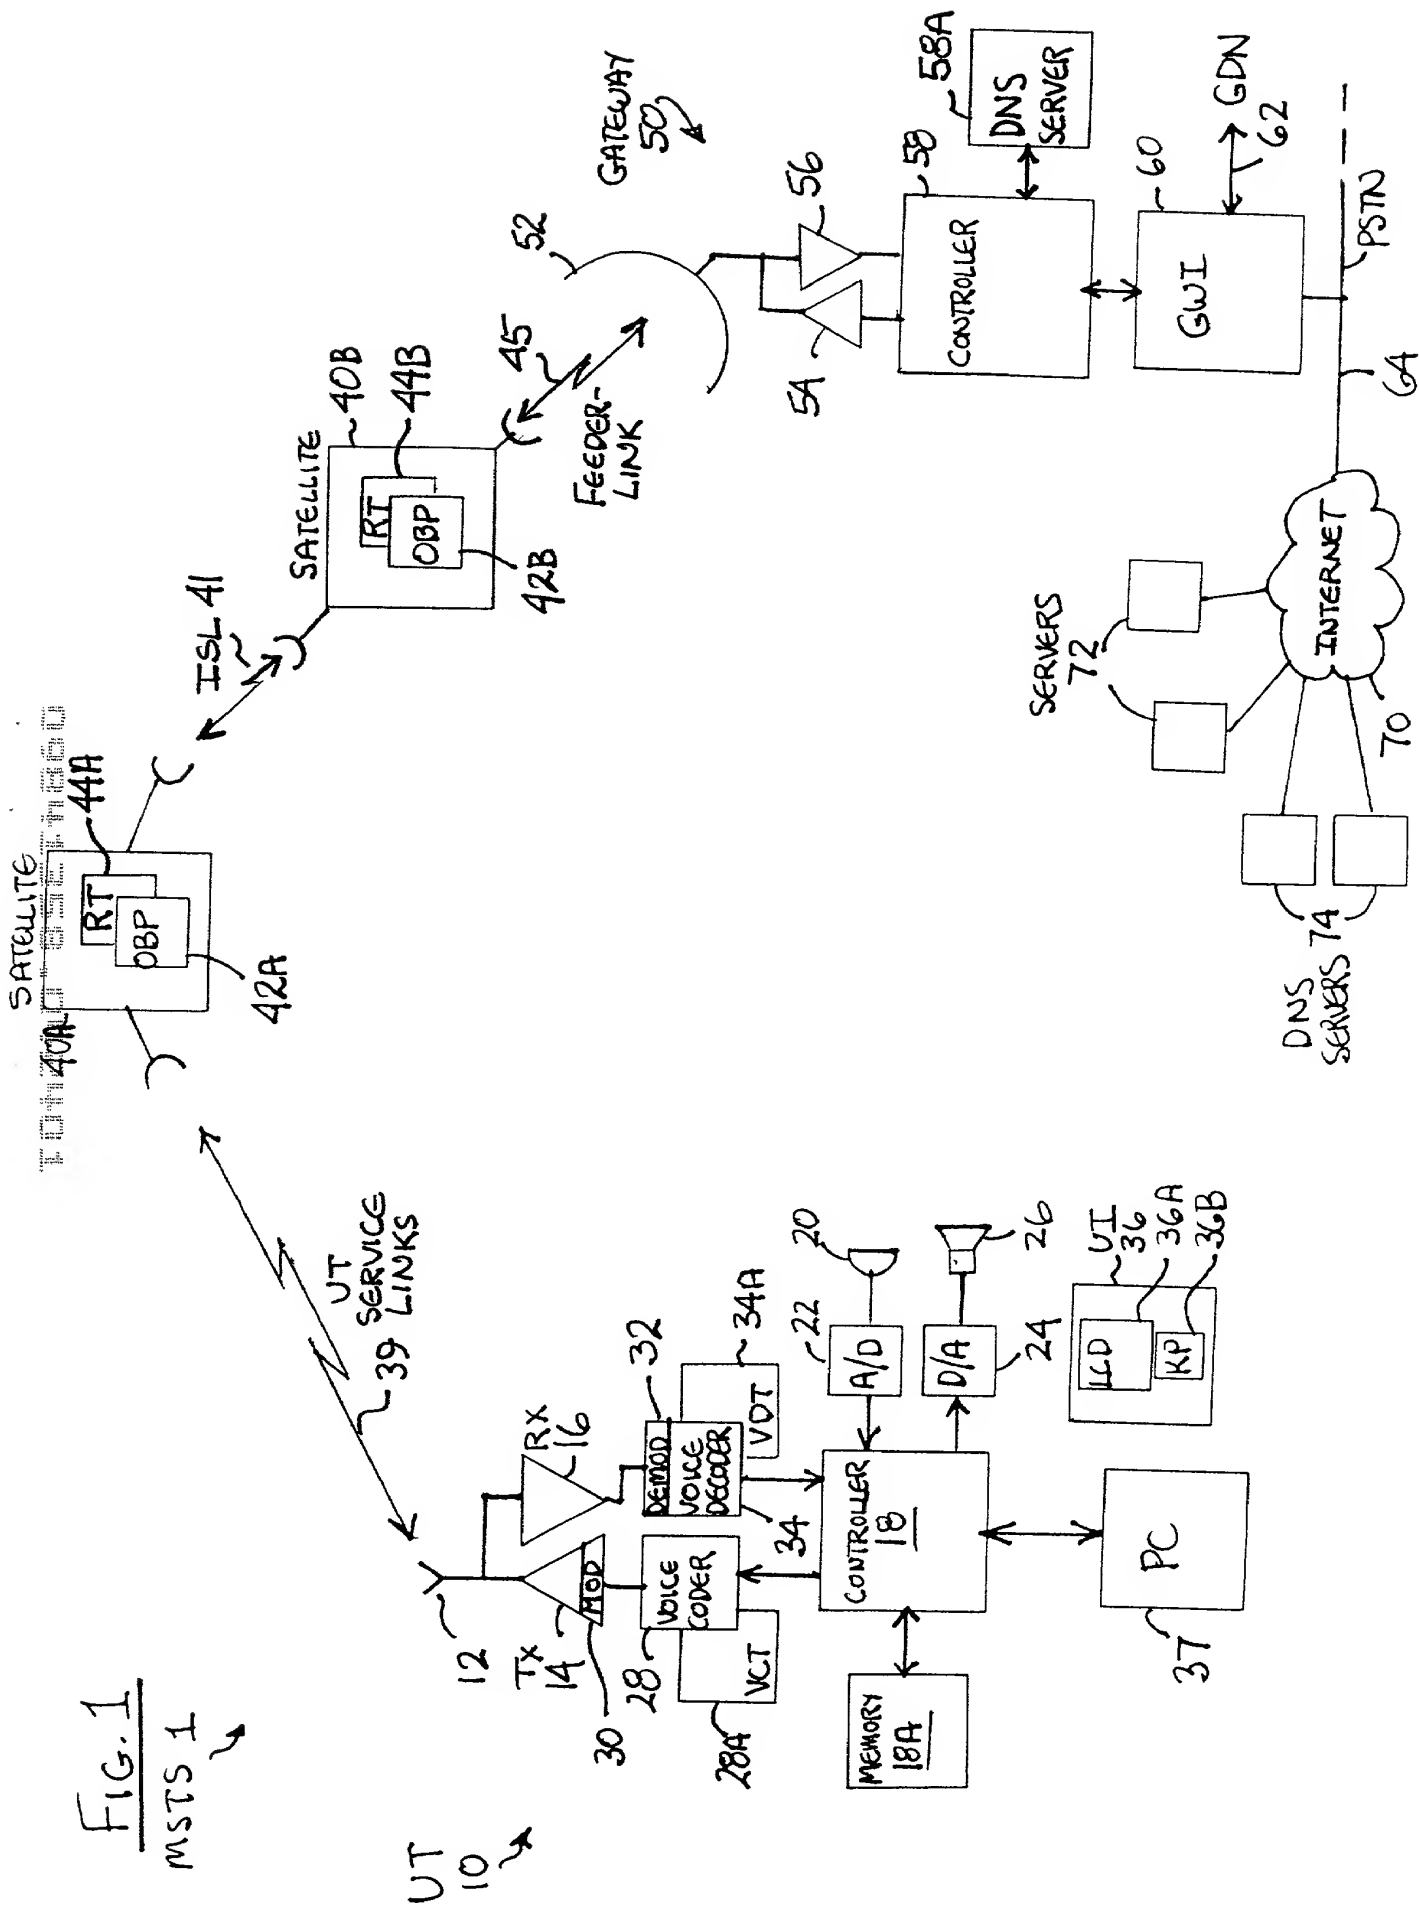 FIG. 1
MSTS 1
UT
10
12
TX
14
MOD
30
RX
16
28
VOICE
CODER
28A
VCT
DEMOD
32
VOICE
DECODER
34
34A
VDT
CONTROLLER
18
MEMORY
18A
PC
37
A/D
22
20
D/A
24
26
UI
36
LCD
36A
KP
36B
UT
SERVICE
39 LINKS
SATELLITE
40A
RT
OBP
42A
44A
ISL 41
SATELLITE
40B
RT
OBP
42B
44B
45
FEEDER-
LINK
GATEWAY
50
52
54
56
CONTROLLER
58
DNS
SERVER
58A
GWI
60
GDN
62
PSTN
64
INTERNET
70
SERVERS
72
DNS
SERVERS 74